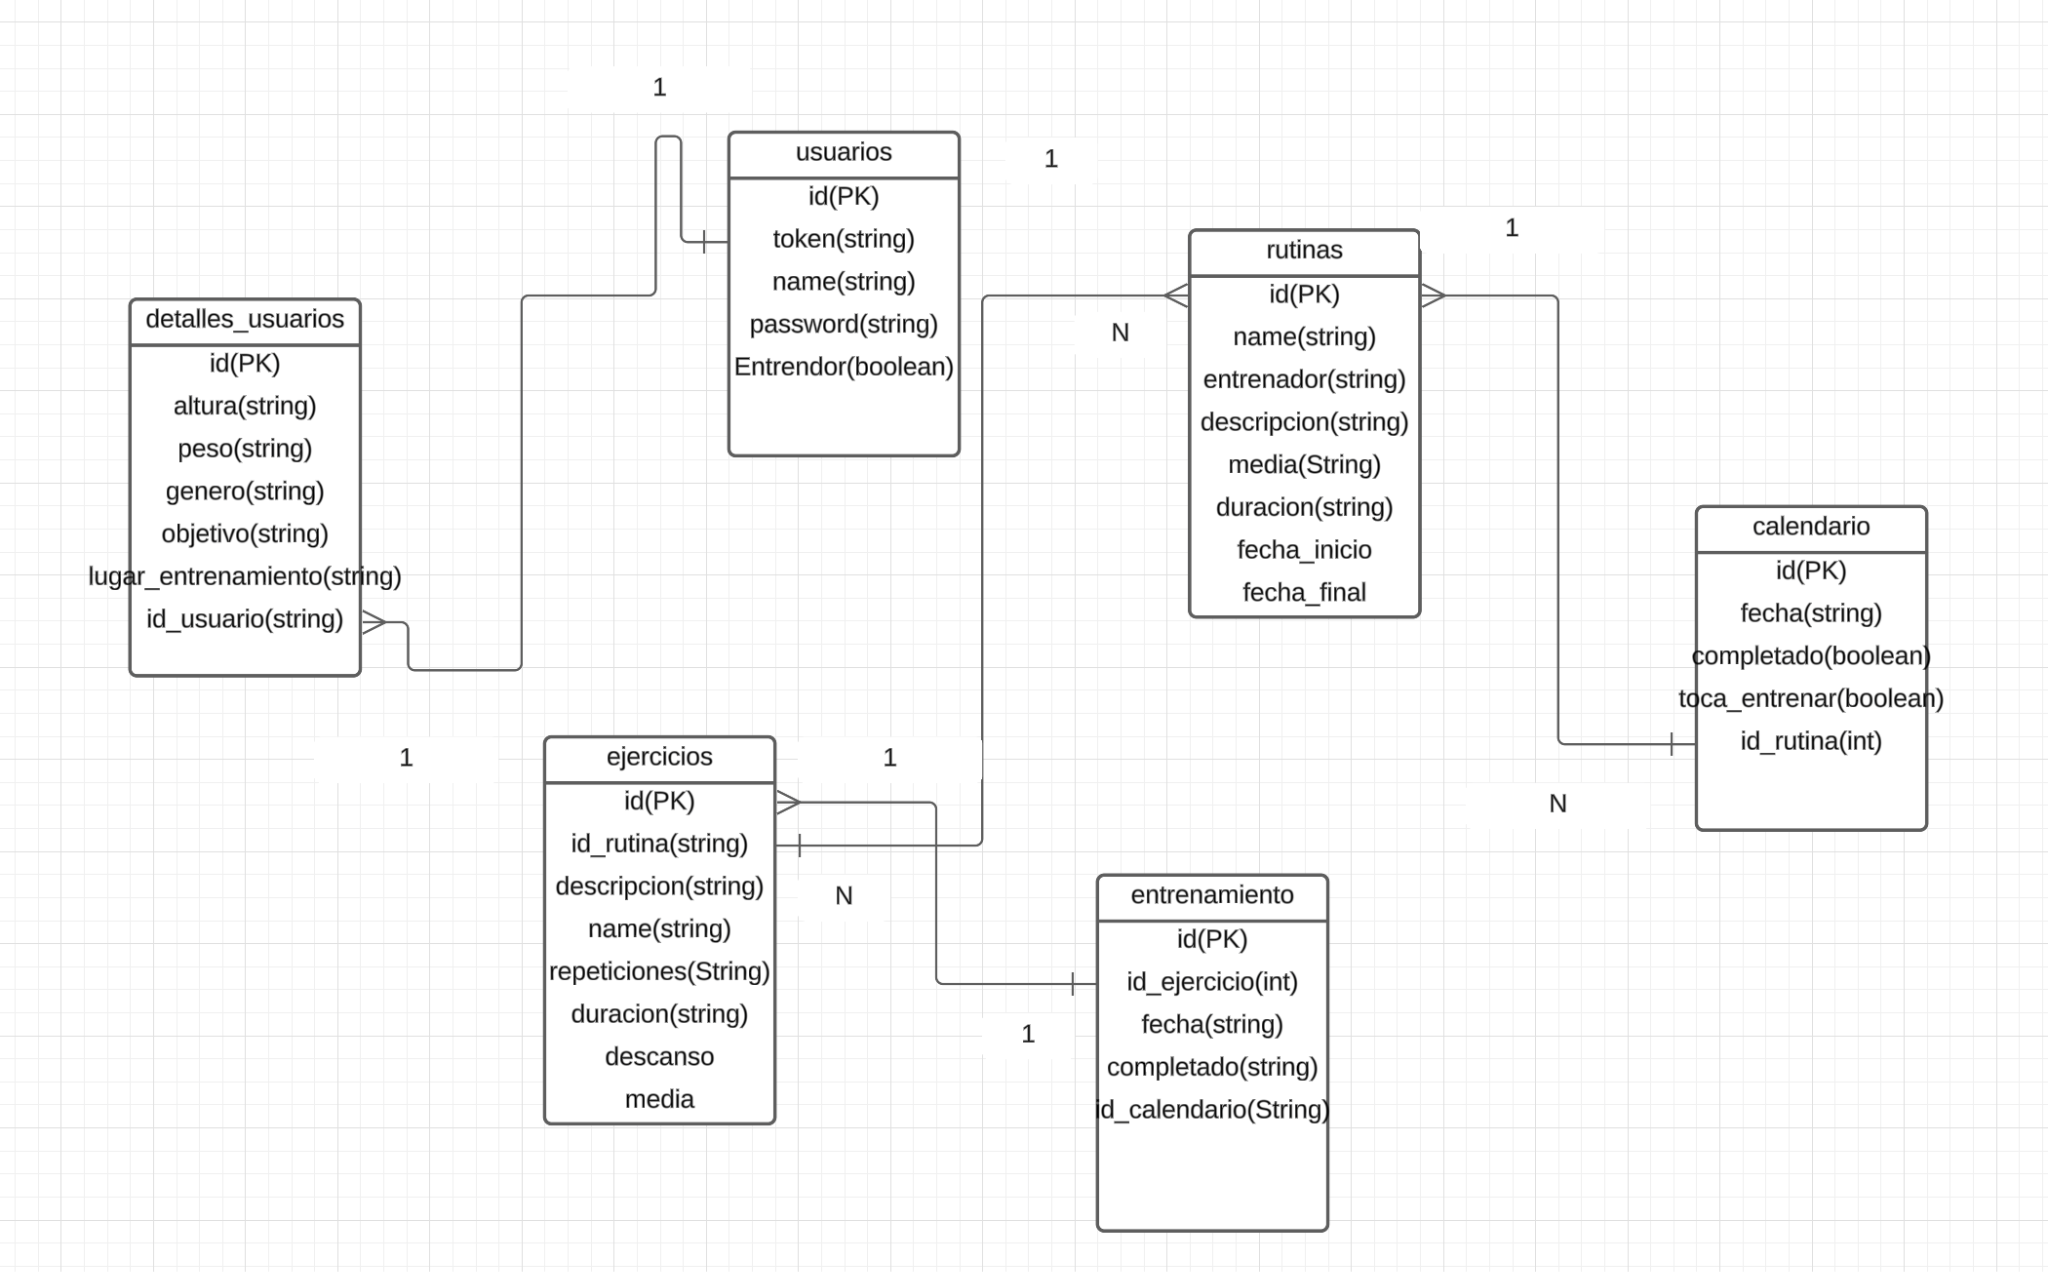 1
usuarios
id(PK)
token(string)
name(string)
password(string)
Entrendor(boolean)
1
detalles_usuarios
id(PK)
altura(string)
peso(string)
genero(string)
objetivo(string)
lugar_entrenamiento(string)
id_usuario(string)
1
N
rutinas
id(PK)
name(string)
entrenador(string)
descripcion(string)
media(String)
duracion(string)
fecha_inicio
fecha_final
1
calendario
id(PK)
fecha(string)
completado(boolean)
toca_entrenar(boolean)
id_rutina(int)
N
ejercicios
id(PK)
id_rutina(string)
descripcion(string)
name(string)
repeticiones(String)
duracion(string)
descanso
media
1
N
1
entrenamiento
id(PK)
id_ejercicio(int)
fecha(string)
completado(string)
id_calendario(String)